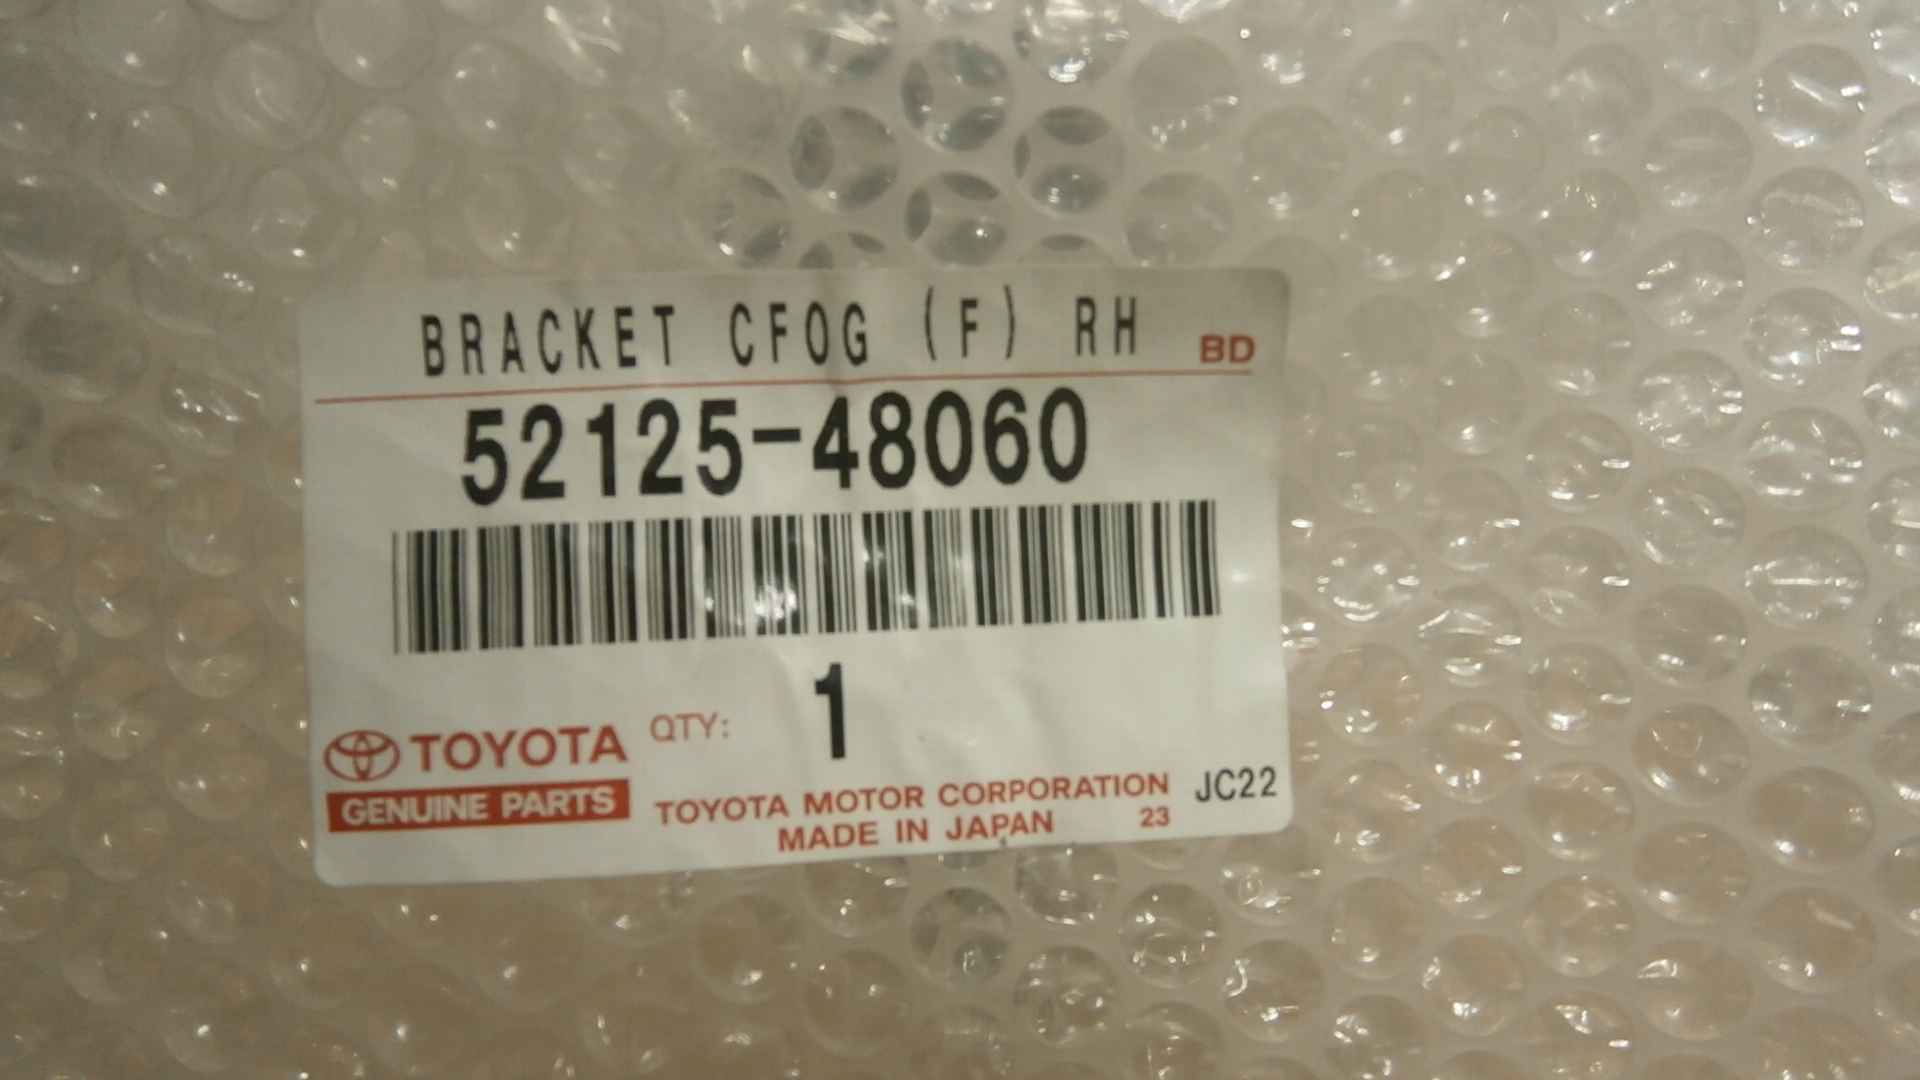 BRACKET CFOG (F) RH BD
52125-48060
QTY: 1
TOYOTA
GENUINE PARTS
TOYOTA MOTOR CORPORATION JC22
MADE IN JAPAN 23